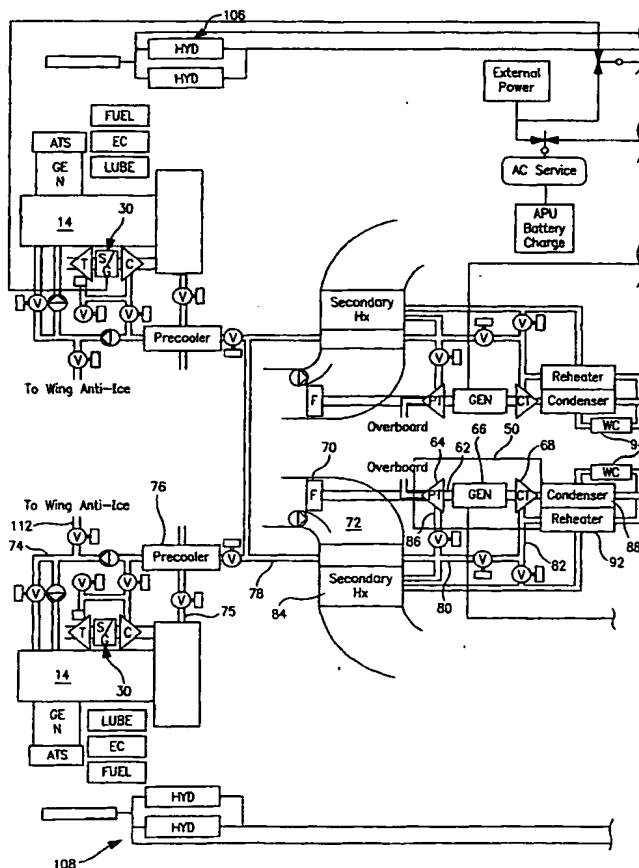 106
HYD
HYD
External
Power
FUEL
ATS
EC
GE
N
LUBE
AC Service
30
APU
Battery
Charge
14
T
S
G
C
V
V
V
V
Secondary
Hx
Precooler
V
V
V
V
To Wing Anti-Ice
V
Reheater
F
PT
GEN
CT
Condenser
Overboard
WC
94
70
64
66
50
68
62
Overboard
WC
To Wing Anti-Ice
76
F
PT
GEN
CT
Condenser
112
72
86
Reheater
88
74
V
V
92
V
Precooler
V
V
V
V
V
V
78
80
82
V
Secondary
Hx
84
75
T
S
G
C
14
30
GE
N
LUBE
ATS
EC
FUEL
HYD
HYD
108